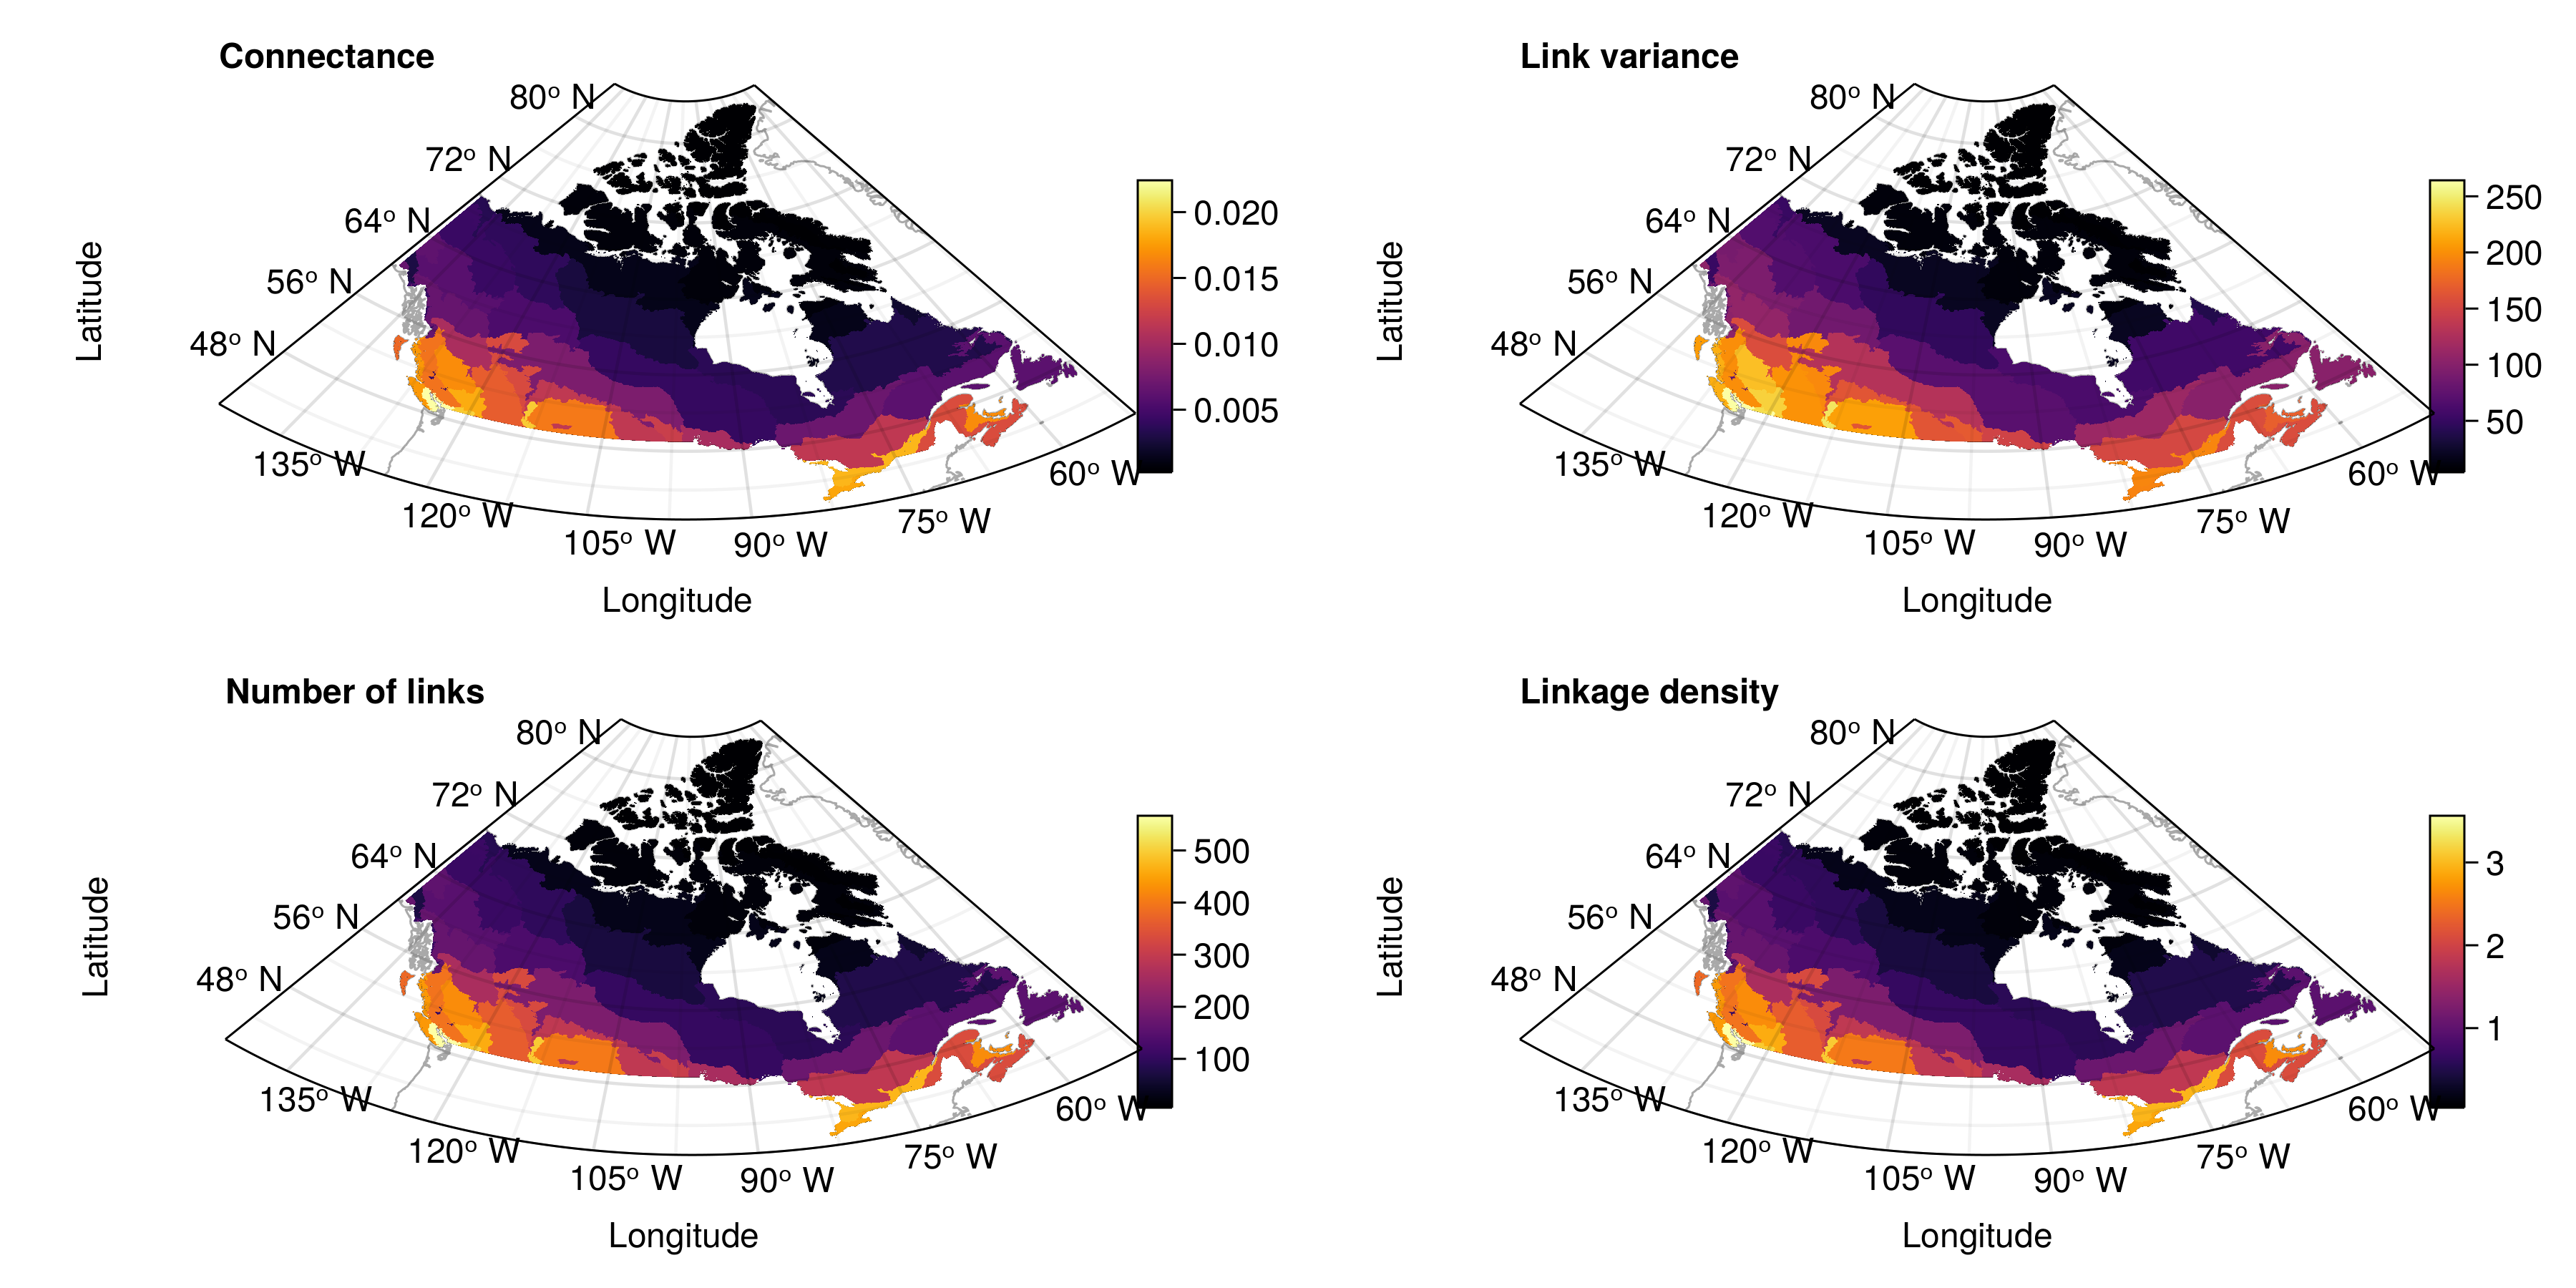 Connectance
80° N
72° N
64° N
56° N
48° N
135° W
120° W
105° W
90° W
75° W
60° W
Latitude
Longitude
0.020
0.015
0.010
0.005
Link variance
80° N
72° N
64° N
56° N
48° N
135° W
120° W
105° W
90° W
75° W
60° W
Latitude
Longitude
250
200
150
100
50
Number of links
80° N
72° N
64° N
56° N
48° N
135° W
120° W
105° W
90° W
75° W
60° W
Latitude
Longitude
500
400
300
200
100
Linkage density
80° N
72° N
64° N
56° N
48° N
135° W
120° W
105° W
90° W
75° W
60° W
Latitude
Longitude
3
2
1